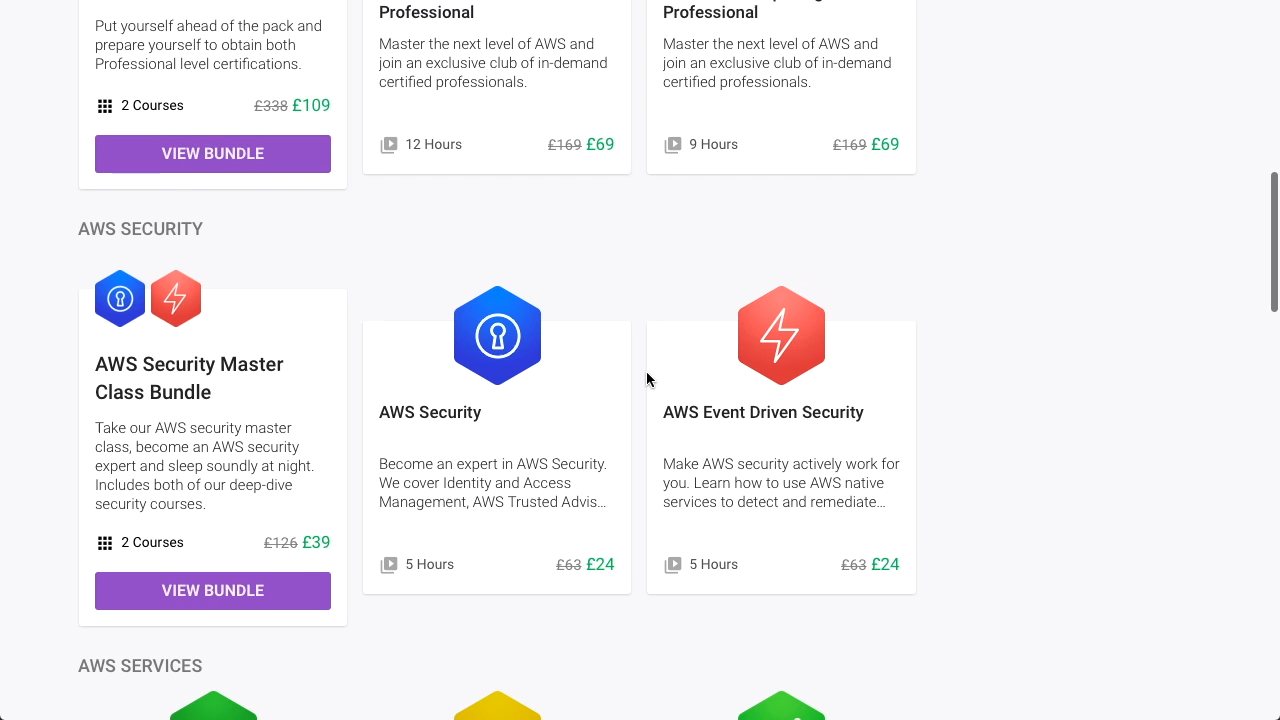 Put yourself ahead of the pack and
prepare yourself to obtain both
Professional level certifications.
2 Courses £338 £109
VIEW BUNDLE
Professional
Master the next level of AWS and
join an exclusive club of in-demand
certified professionals.
12 Hours £169 £69
Professional
Master the next level of AWS and
join an exclusive club of in-demand
certified professionals.
9 Hours £169 £69
AWS SECURITY
AWS Security Master
Class Bundle
Take our AWS security master
class, become an AWS security
expert and sleep soundly at night.
Includes both of our deep-dive
security courses.
2 Courses £126 £39
VIEW BUNDLE
AWS Security
Become an expert in AWS Security.
We cover Identity and Access
Management, AWS Trusted Advis...
5 Hours £63 £24
AWS Event Driven Security
Make AWS security actively work for
you. Learn how to use AWS native
services to detect and remediate...
5 Hours £63 £24
AWS SERVICES